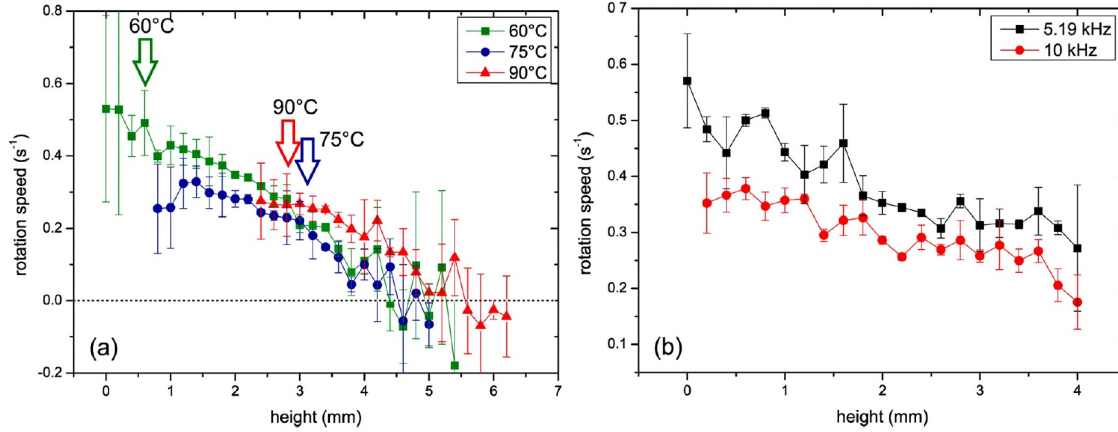 0.8
0.6
0.4
0.2
0.0
-0.2
rotation speed (s⁻¹)
60°C
90°C
75°C
60°C
75°C
90°C
(a)
0 1 2 3 4 5 6 7
height (mm)
0.7
0.6
0.5
0.4
0.3
0.2
0.1
rotation speed (s⁻¹)
5.19 kHz
10 kHz
(b)
0 1 2 3 4
height (mm)